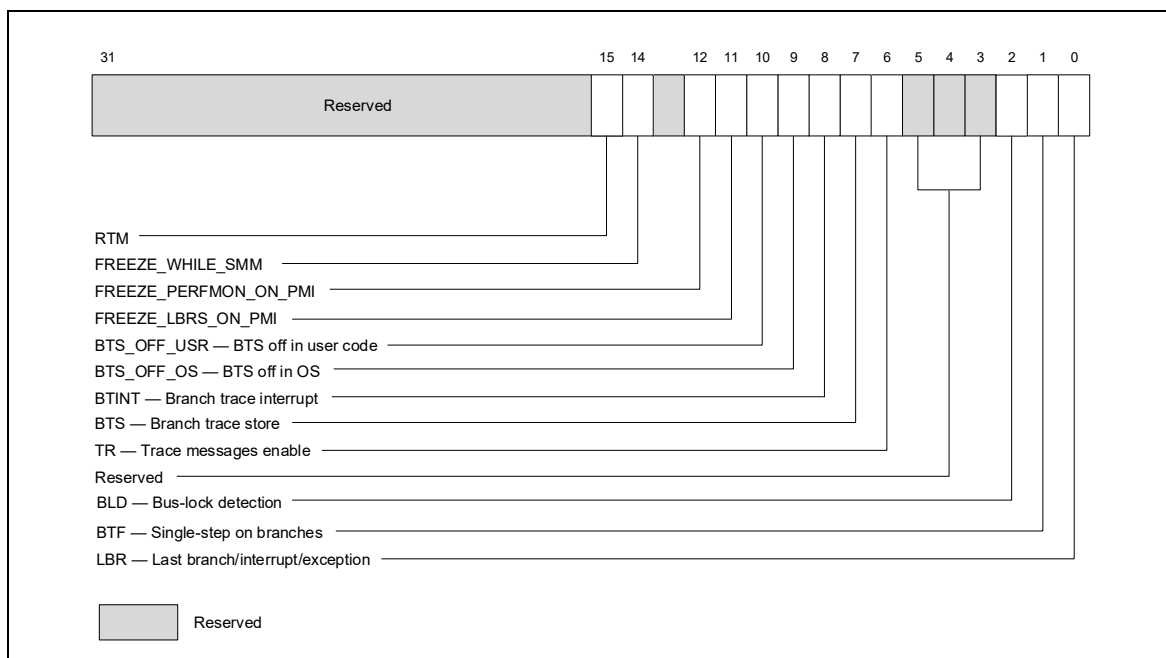 31 15 14 12 11 10 9 8 7 6 5 4 3 2 1 0
Reserved
RTM
FREEZE_WHILE_SMM
FREEZE_PERFMON_ON_PMI
FREEZE_LBRS_ON_PMI
BTS_OFF_USR — BTS off in user code
BTS_OFF_OS — BTS off in OS
BTINT — Branch trace interrupt
BTS — Branch trace store
TR — Trace messages enable
Reserved
BLD — Bus-lock detection
BTF — Single-step on branches
LBR — Last branch/interrupt/exception
Reserved